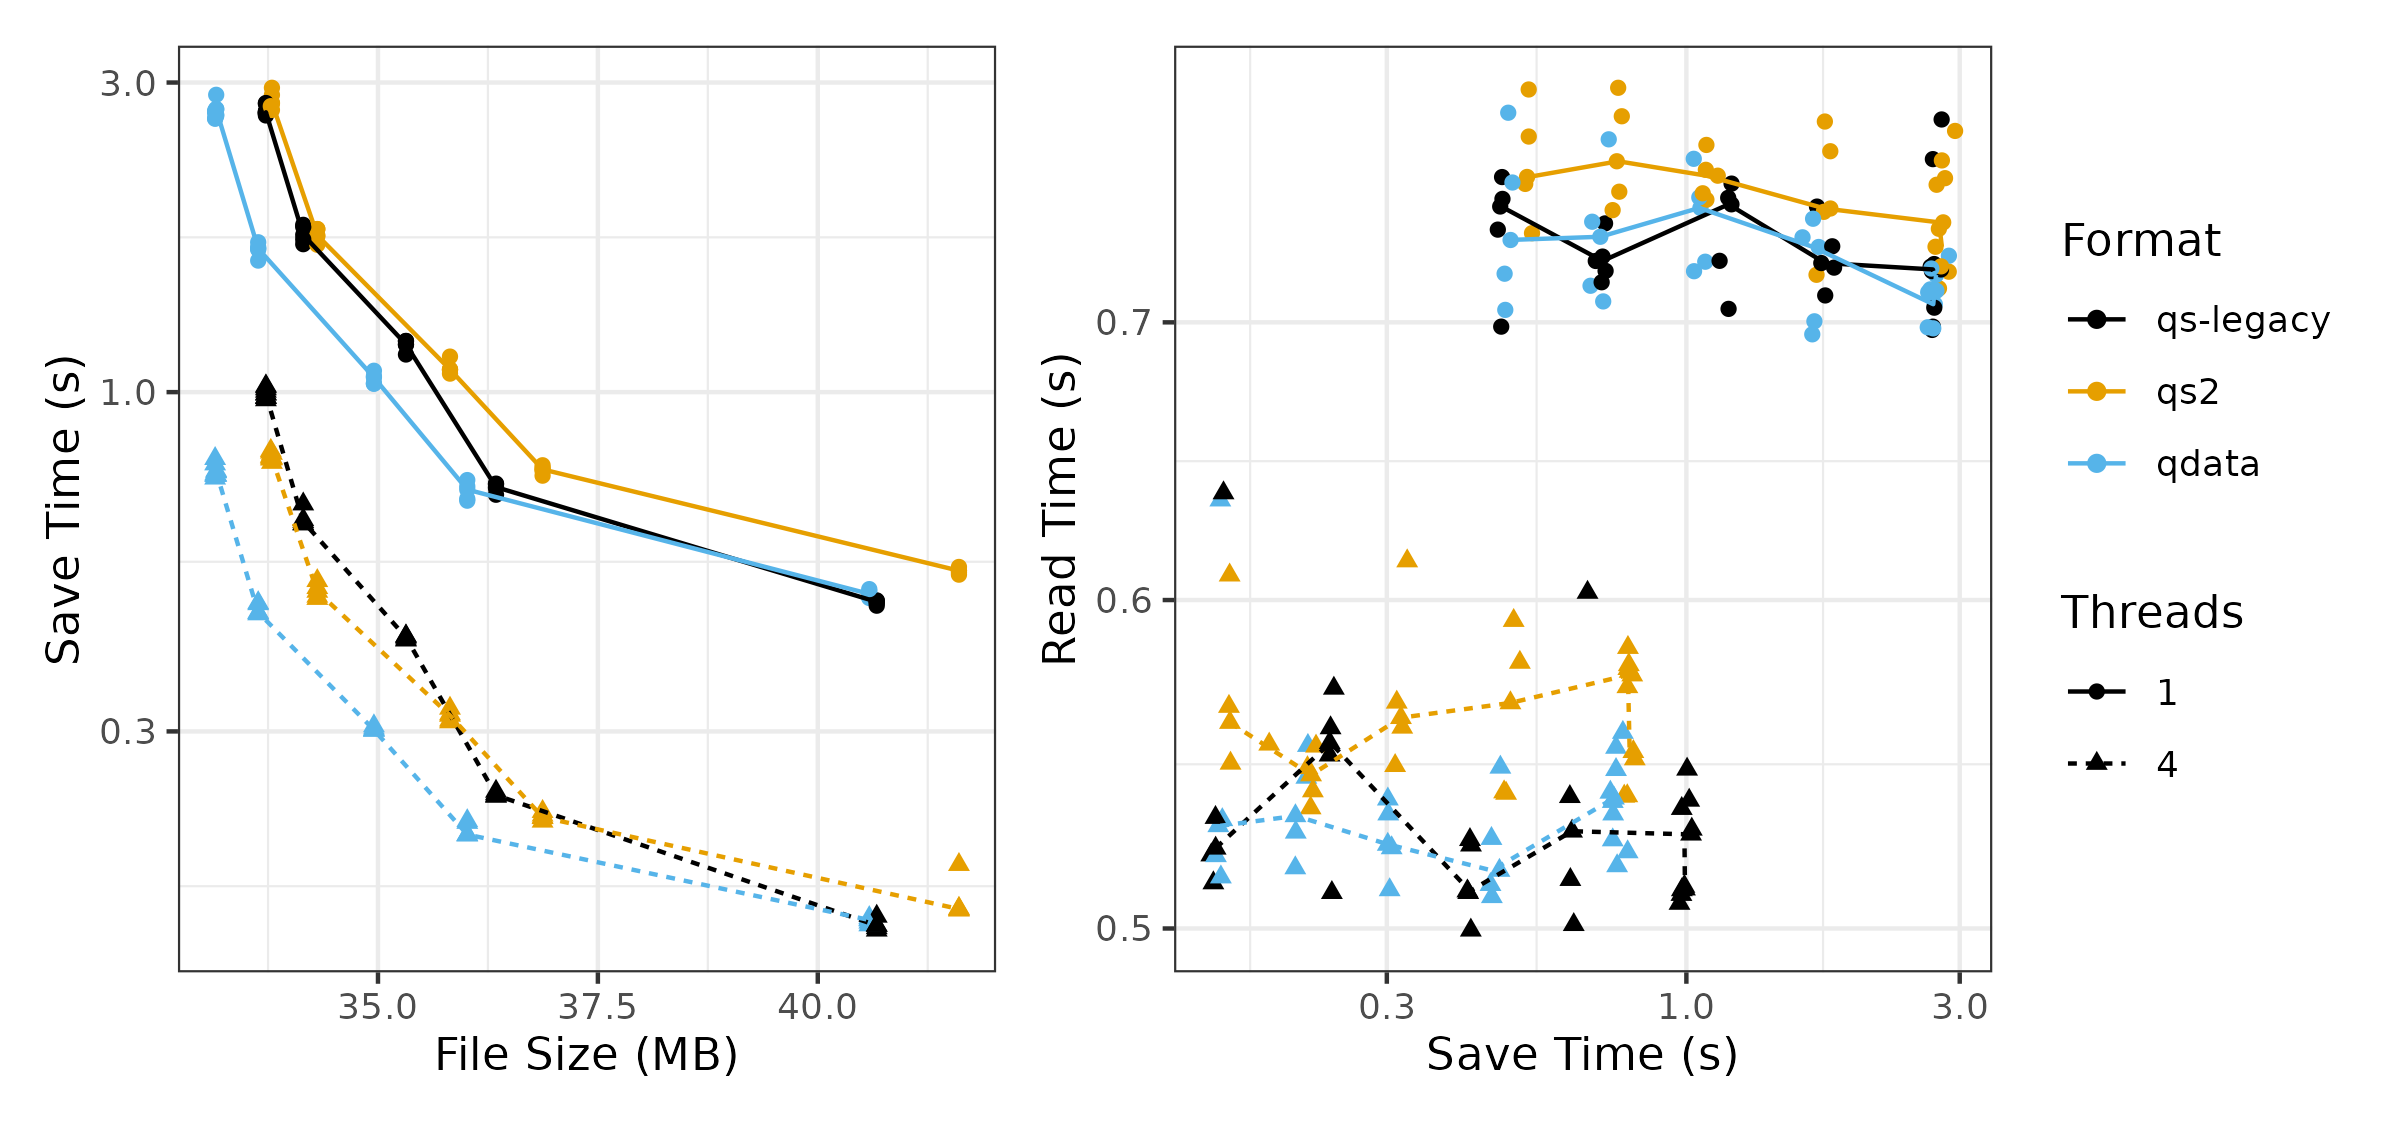 Save Time (s)
3.0
1.0
0.3
35.0 37.5 40.0
File Size (MB)
Read Time (s)
0.7
0.6
0.5
0.3 1.0 3.0
Save Time (s)
Format
qs-legacy
qs2
qdata
Threads
1
4